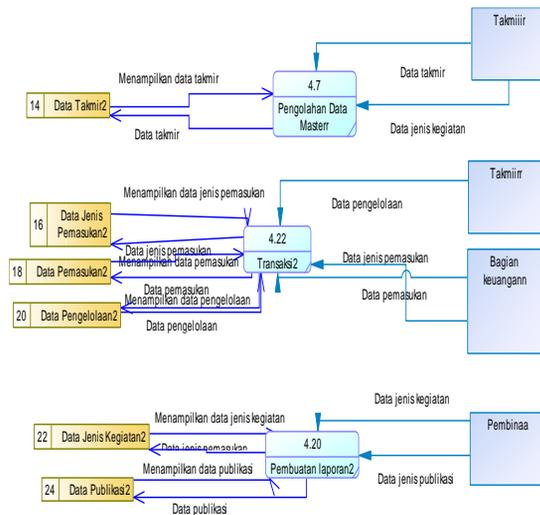 Takmiiir
Menampilkan data takmir
Data takmir
4.7
14 Data Takmir2
Pengolahan Data
Masterr
Data takmir
Data jenis kegiatan
Menampilkan data jenis pemasukan
Takmiirr
Data pengelolaan
16 Data Jenis
Pemasukan2
4.22
Data jenis pemasukan
Menampilkan data pemasukan
Transaksi2
Data jenis pemasukan
Bagian
keuangann
18 Data Pemasukan2
Data pemasukan
Data pemasukan
Menampilkan data pengelolaan
20 Data Pengelolaan2
Data pengelolaan
Data jenis kegiatan
Menampilkan data jenis kegiatan
Pembinaa
22 Data Jenis Kegiatan2
4.20
Data jenis pemasukan
Menampilkan data publikasi
Pembuatan laporan2
Data jenis publikasi
24 Data Publikasi2
Data publikasi